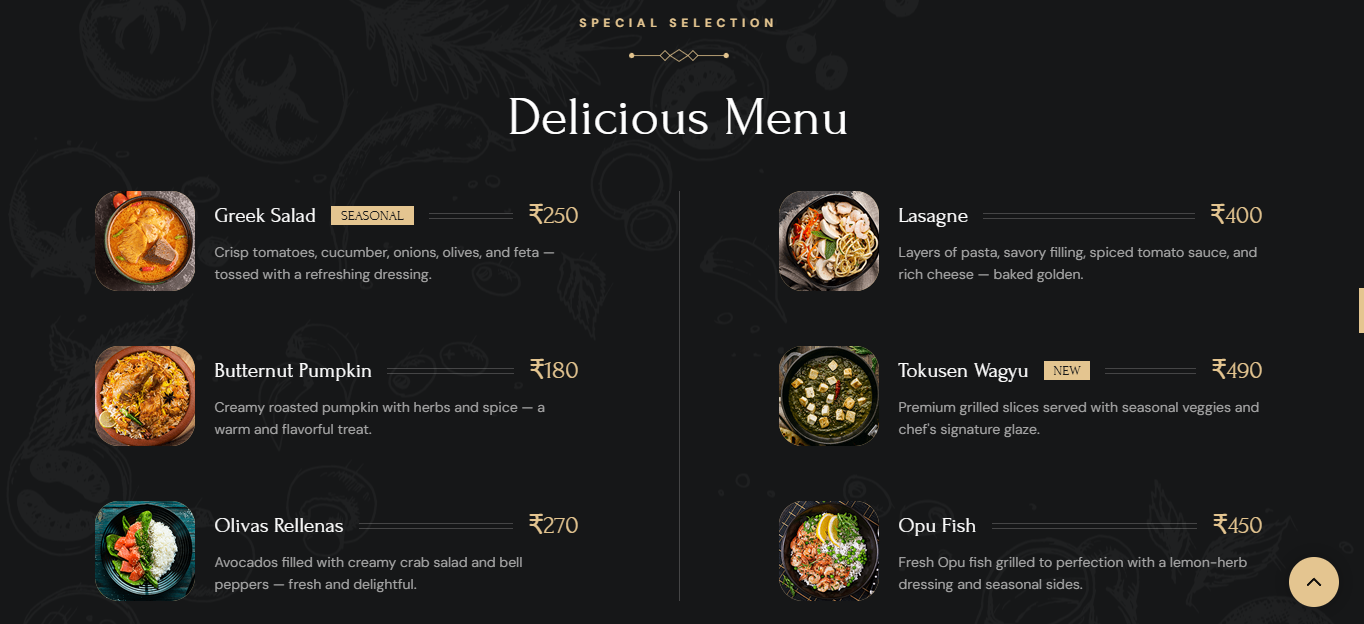 SPECIAL SELECTION
Delicious Menu
Greek Salad SEASONAL ₹250
Crisp tomatoes, cucumber, onions, olives, and feta —
tossed with a refreshing dressing.
Butternut Pumpkin ₹180
Creamy roasted pumpkin with herbs and spice — a
warm and flavorful treat.
Olivas Rellenas ₹270
Avocados filled with creamy crab salad and bell
peppers — fresh and delightful.
Lasagne ₹400
Layers of pasta, savory filling, spiced tomato sauce, and
rich cheese — baked golden.
Tokusen Wagyu NEW ₹490
Premium grilled slices served with seasonal veggies and
chef's signature glaze.
Opu Fish ₹450
Fresh Opu fish grilled to perfection with a lemon-herb
dressing and seasonal sides.